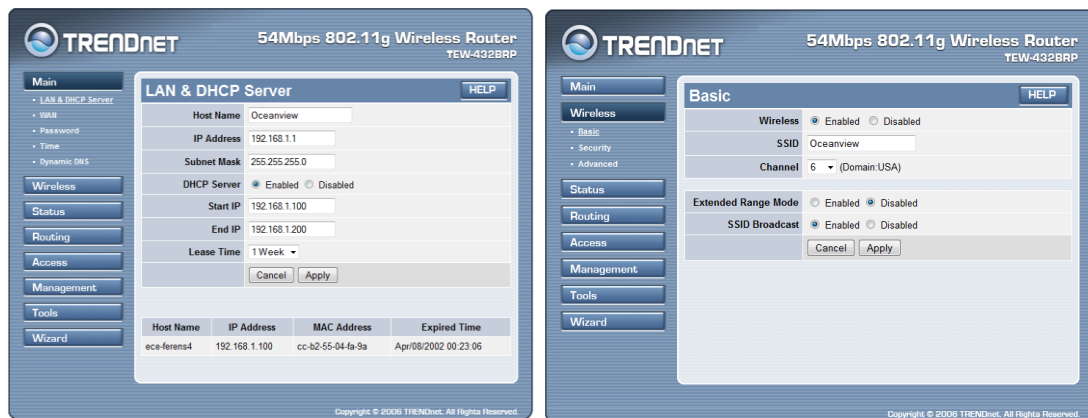 TRENDNET
54Mbps 802.11g Wireless Router
TEW-432BRP
Main
• LAN & DHCP Server
• WAN
• Password
• Time
• Dynamic DNS
Wireless
Status
Routing
Access
Management
Tools
Wizard
LAN & DHCP Server
HELP
Host Name Oceanview
IP Address 192.168.1.1
Subnet Mask 255.255.255.0
DHCP Server Enabled Disabled
Start IP 192.168.1.100
End IP 192.168.1.200
Lease Time 1 Week
Cancel Apply
Host Name IP Address MAC Address Expired Time
ece-ferens4 192.168.1.100 cc-b2-55-04-fa-9a Apr/08/2002 00:23:06
Copyright © 2006 TRENDnet. All Rights Reserved.
TRENDNET
54Mbps 802.11g Wireless Router
TEW-432BRP
Main
Wireless
• Basic
• Security
• Advanced
Status
Routing
Access
Management
Tools
Wizard
Basic
HELP
Wireless Enabled Disabled
SSID Oceanview
Channel 6 (Domain:USA)
Extended Range Mode Enabled Disabled
SSID Broadcast Enabled Disabled
Cancel Apply
Copyright © 2006 TRENDnet. All Rights Reserved.